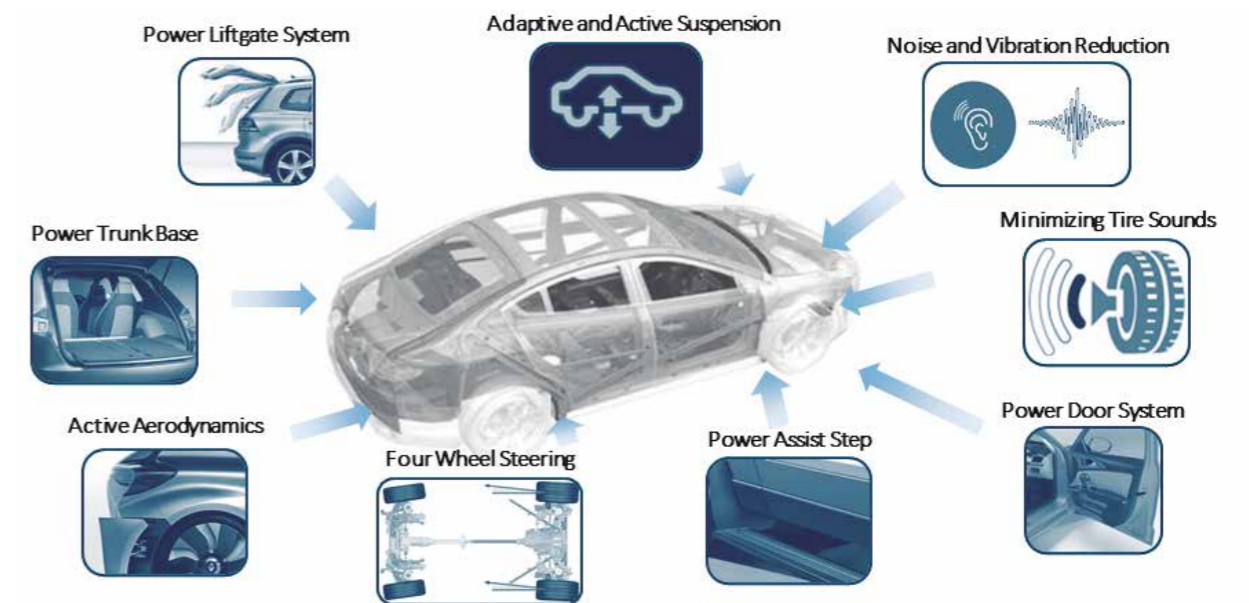 Power Liftgate System
Adaptive and Active Suspension
Noise and Vibration Reduction
Power Trunk Base
Minimizing Tire Sounds
Active Aerodynamics
Four Wheel Steering
Power Assist Step
Power Door System